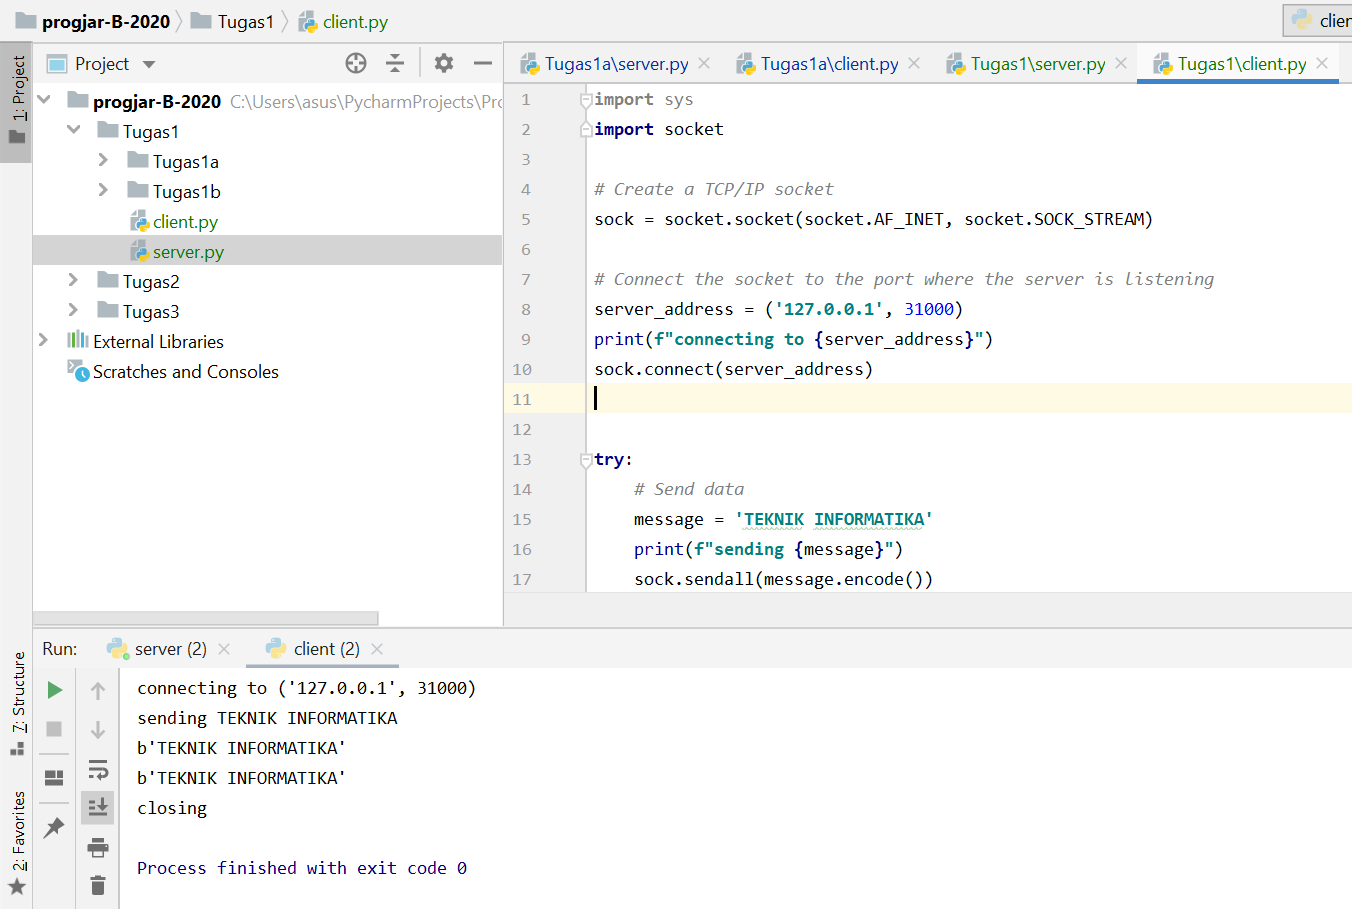 progjar-B-2020 Tugas1 client.py
1: Project
Project
progjar-B-2020 C:\Users\asus\PycharmProjects\Pro
Tugas1
Tugas1a
Tugas1b
client.py
server.py
Tugas2
Tugas3
External Libraries
Scratches and Consoles
Tugas1a\server.py Tugas1a\client.py Tugas1\server.py Tugas1\client.py
1 import sys
2 import socket
3
4 # Create a TCP/IP socket
5 sock = socket.socket(socket.AF_INET, socket.SOCK_STREAM)
6
7 # Connect the socket to the port where the server is listening
8 server_address = ('127.0.0.1', 31000)
9 print(f"connecting to {server_address}")
10 sock.connect(server_address)
11
12
13 try:
14 # Send data
15 message = 'TEKNIK INFORMATIKA'
16 print(f"sending {message}")
17 sock.sendall(message.encode())
Run: server (2) client (2)
7: Structure
2: Favorites
connecting to ('127.0.0.1', 31000)
sending TEKNIK INFORMATIKA
b'TEKNIK INFORMATIKA'
b'TEKNIK INFORMATIKA'
closing
Process finished with exit code 0